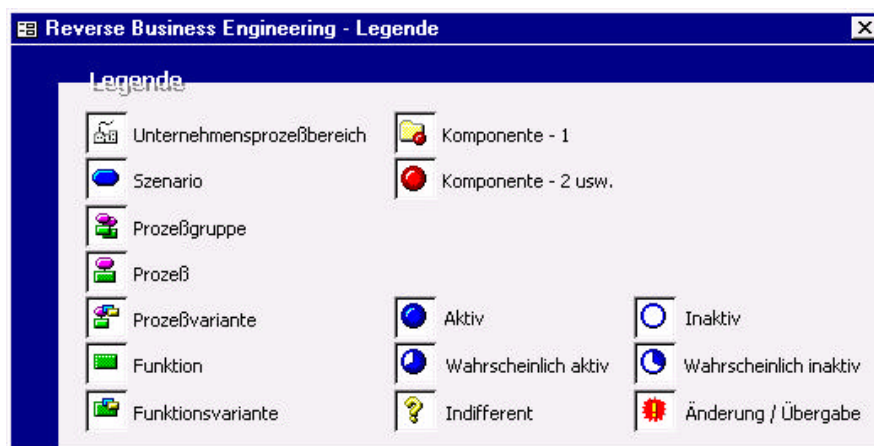 Reverse Business Engineering - Legende
Legende
Unternehmensprozeßbereich
Komponente - 1
Szenario
Komponente - 2 usw.
Prozeßgruppe
Prozeß
Prozeßvariante
Aktiv
Inaktiv
Funktion
Wahrscheinlich aktiv
Wahrscheinlich inaktiv
Funktionsvariante
Indifferent
Änderung / Übergabe